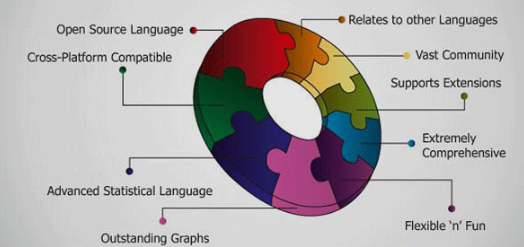 Open Source Language
Relates to other Languages
Cross-Platform Compatible
Vast Community
Supports Extensions
Extremely
Comprehensive
Advanced Statistical Language
Flexible ‘n’ Fun
Outstanding Graphs